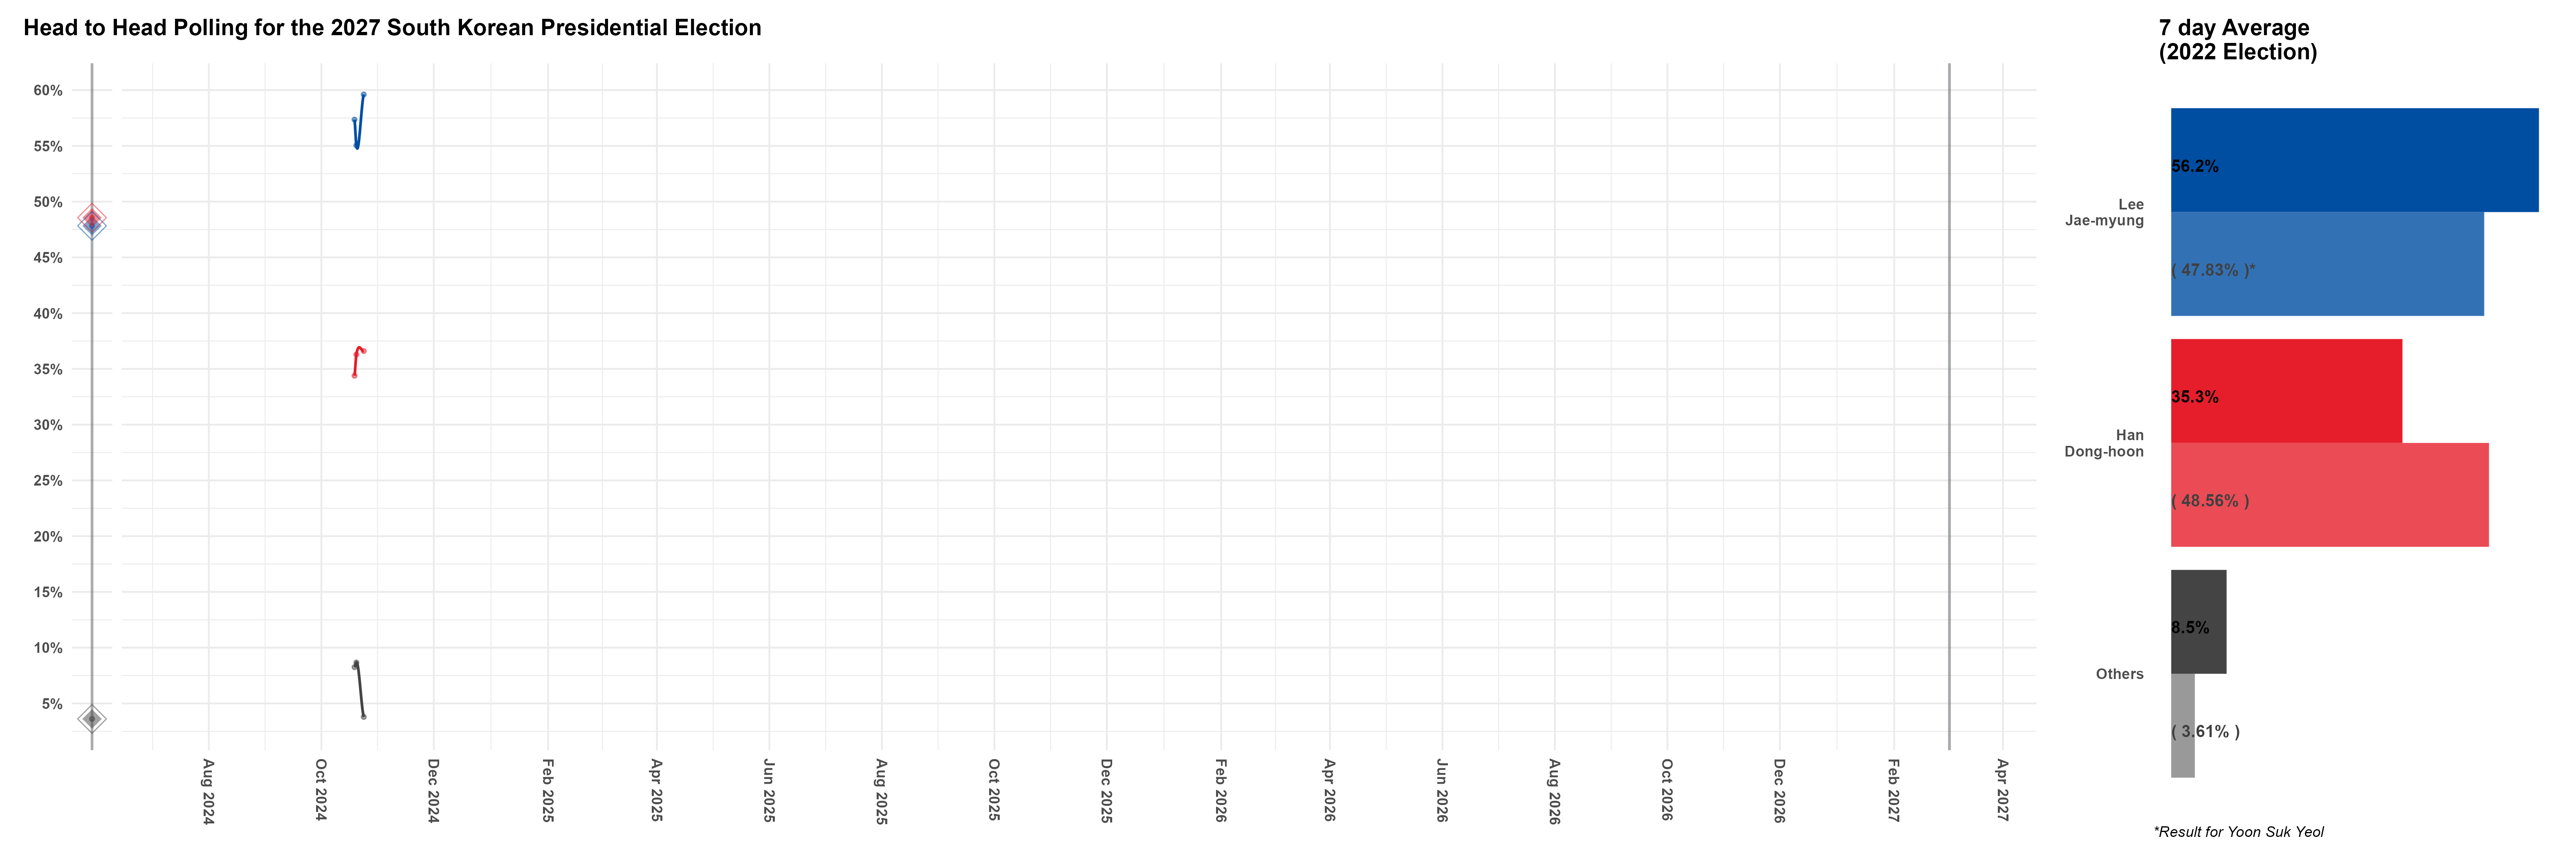 Head to Head Polling for the 2027 South Korean Presidential Election
7 day Average
(2022 Election)
60%
55%
50%
45%
40%
35%
30%
25%
20%
15%
10%
5%
Aug 2024
Oct 2024
Dec 2024
Feb 2025
Apr 2025
Jun 2025
Aug 2025
Oct 2025
Dec 2025
Feb 2026
Apr 2026
Jun 2026
Aug 2026
Oct 2026
Dec 2026
Feb 2027
Apr 2027
Lee
Jae-myung
56.2%
( 47.83% )*
Han
Dong-hoon
35.3%
( 48.56% )
Others
8.5%
( 3.61% )
*Result for Yoon Suk Yeol